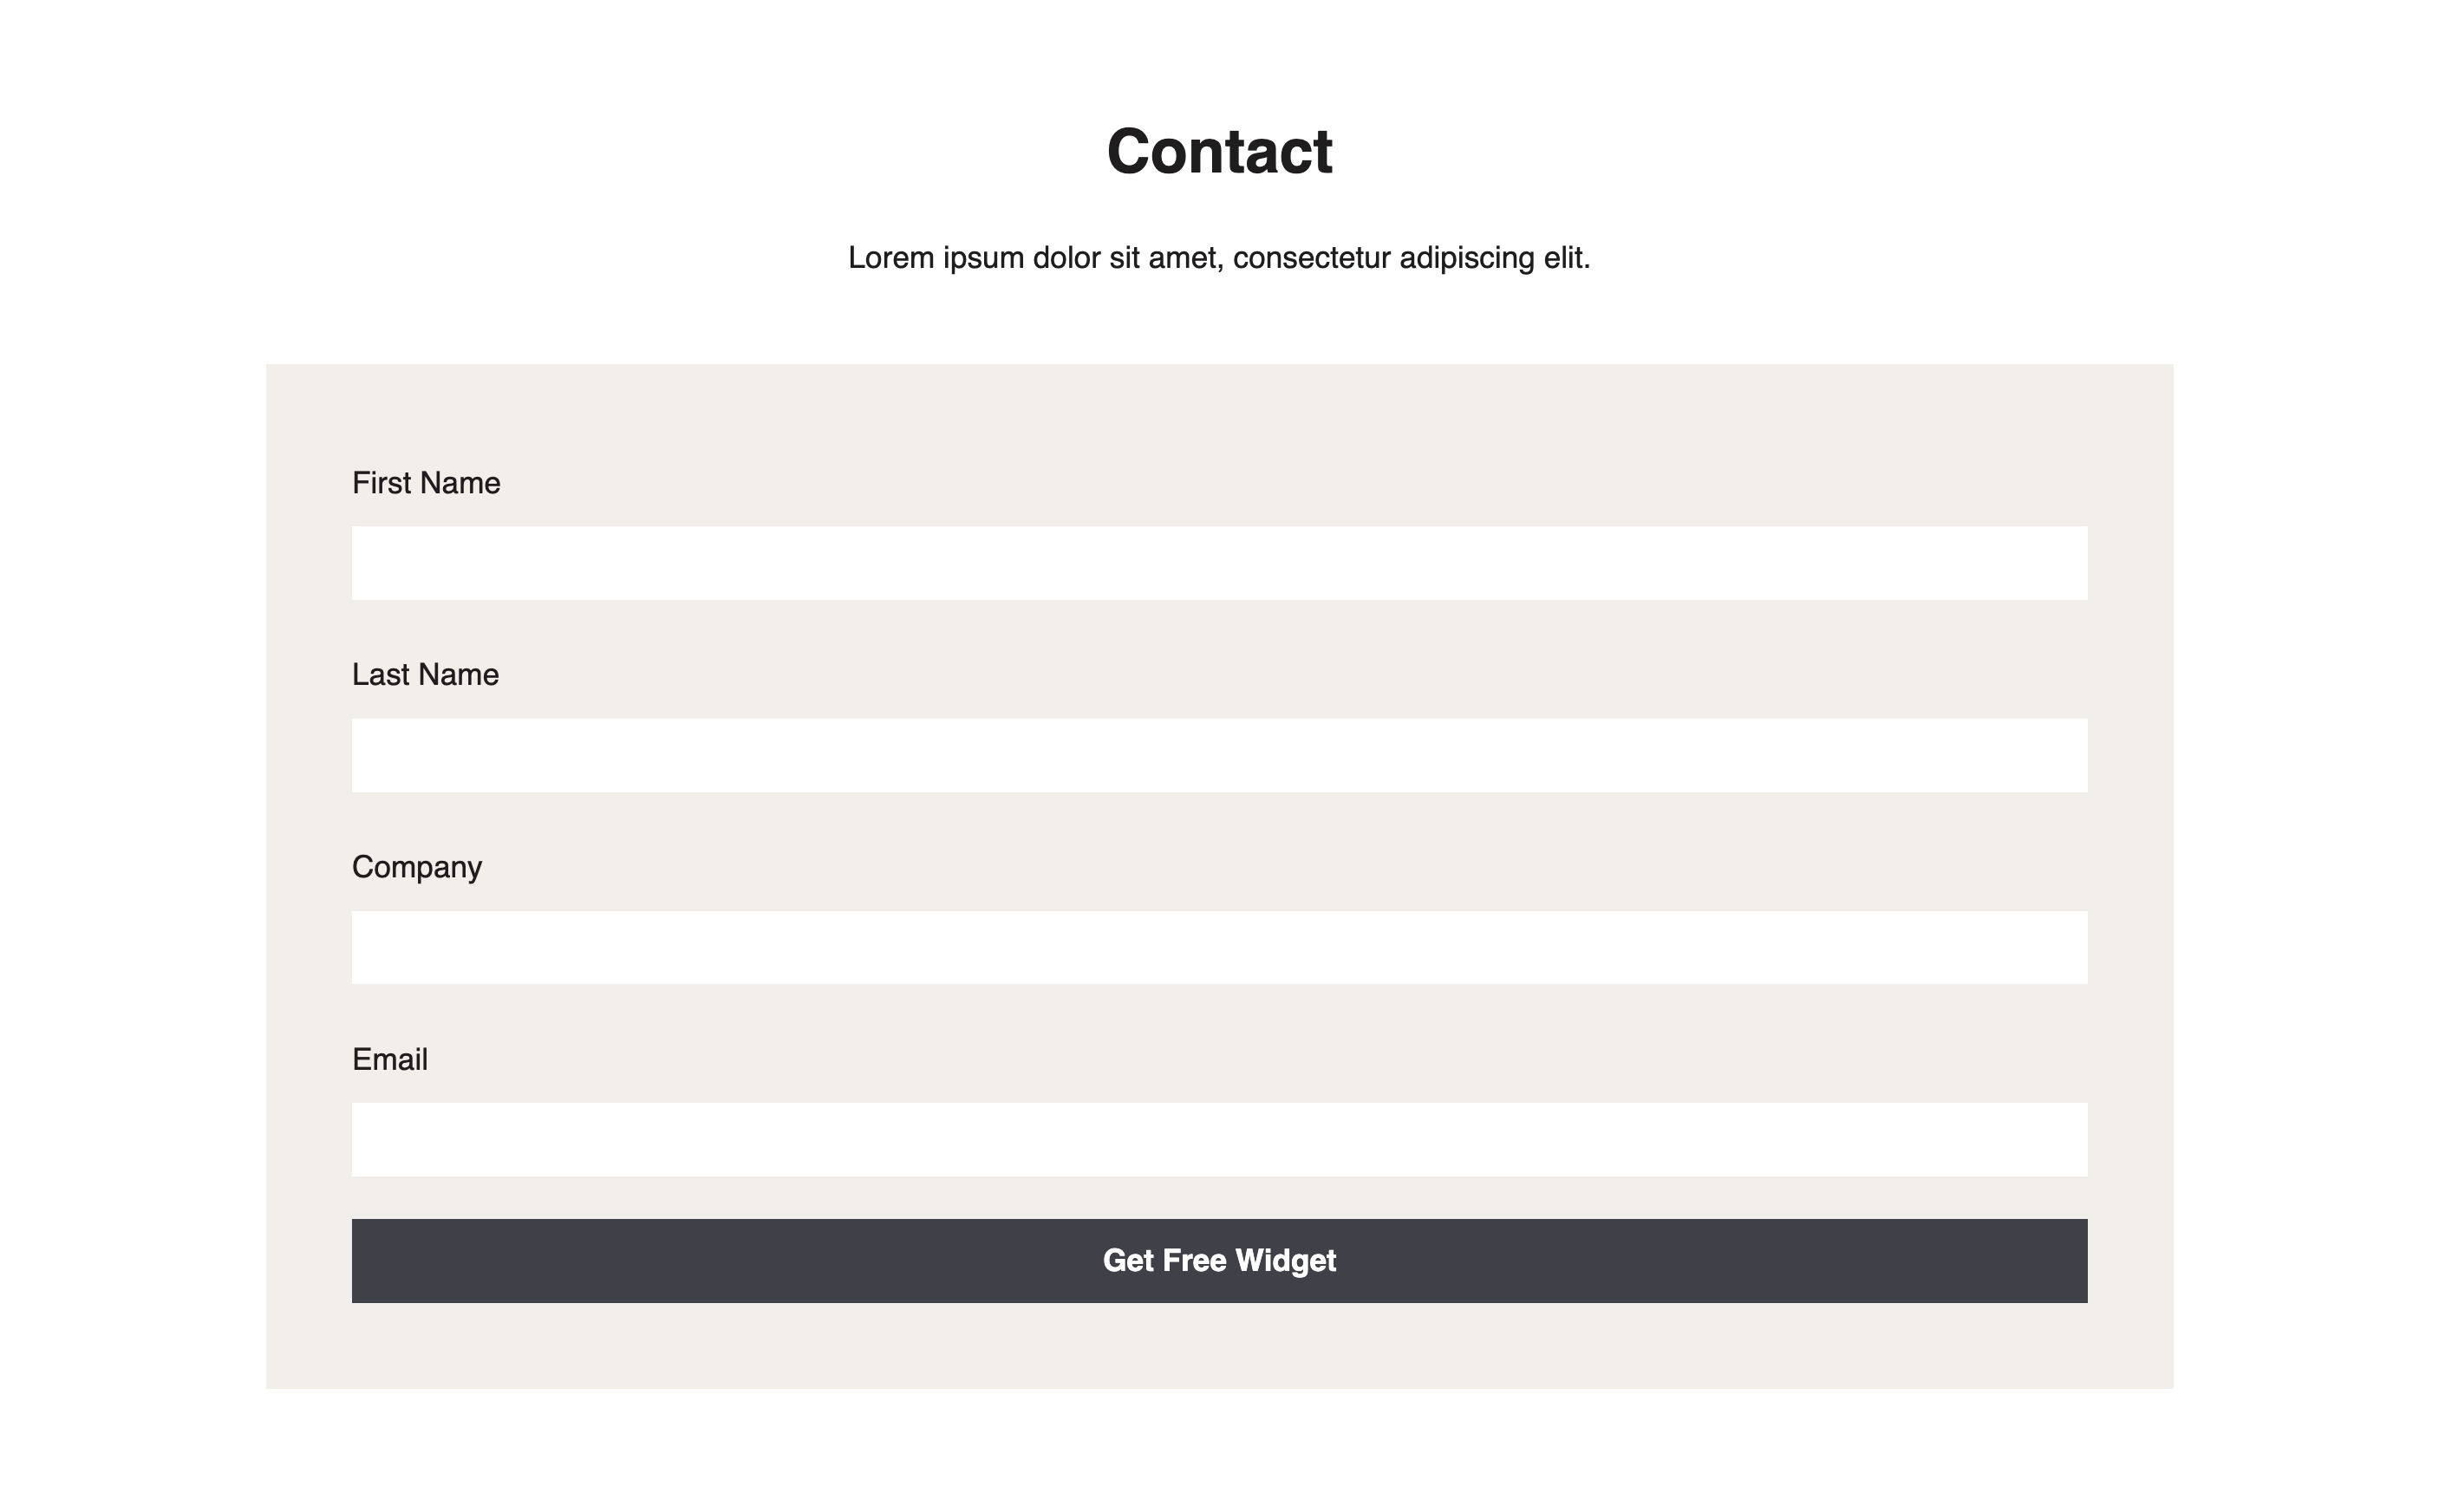 Contact
Lorem ipsum dolor sit amet, consectetur adipiscing elit.
First Name
Last Name
Company
Email
Get Free Widget